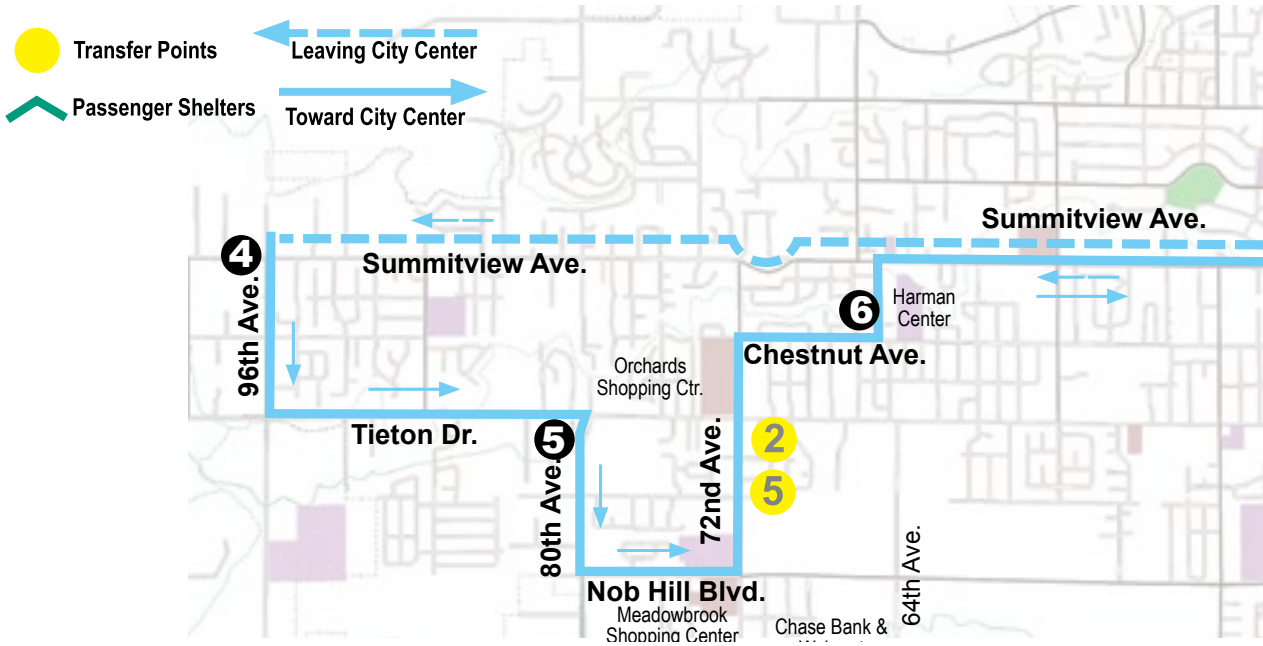 Transfer Points
Leaving City Center
Passenger Shelters
Toward City Center
Summitview Ave.
4
Summitview Ave.
96th Ave.
6
Harman
Center
Chestnut Ave.
Orchards
Shopping Ctr.
Tieton Dr.
5
80th Ave.
72nd Ave.
2
5
Nob Hill Blvd.
64th Ave.
Meadowbrook
Shopping Center
Chase Bank &